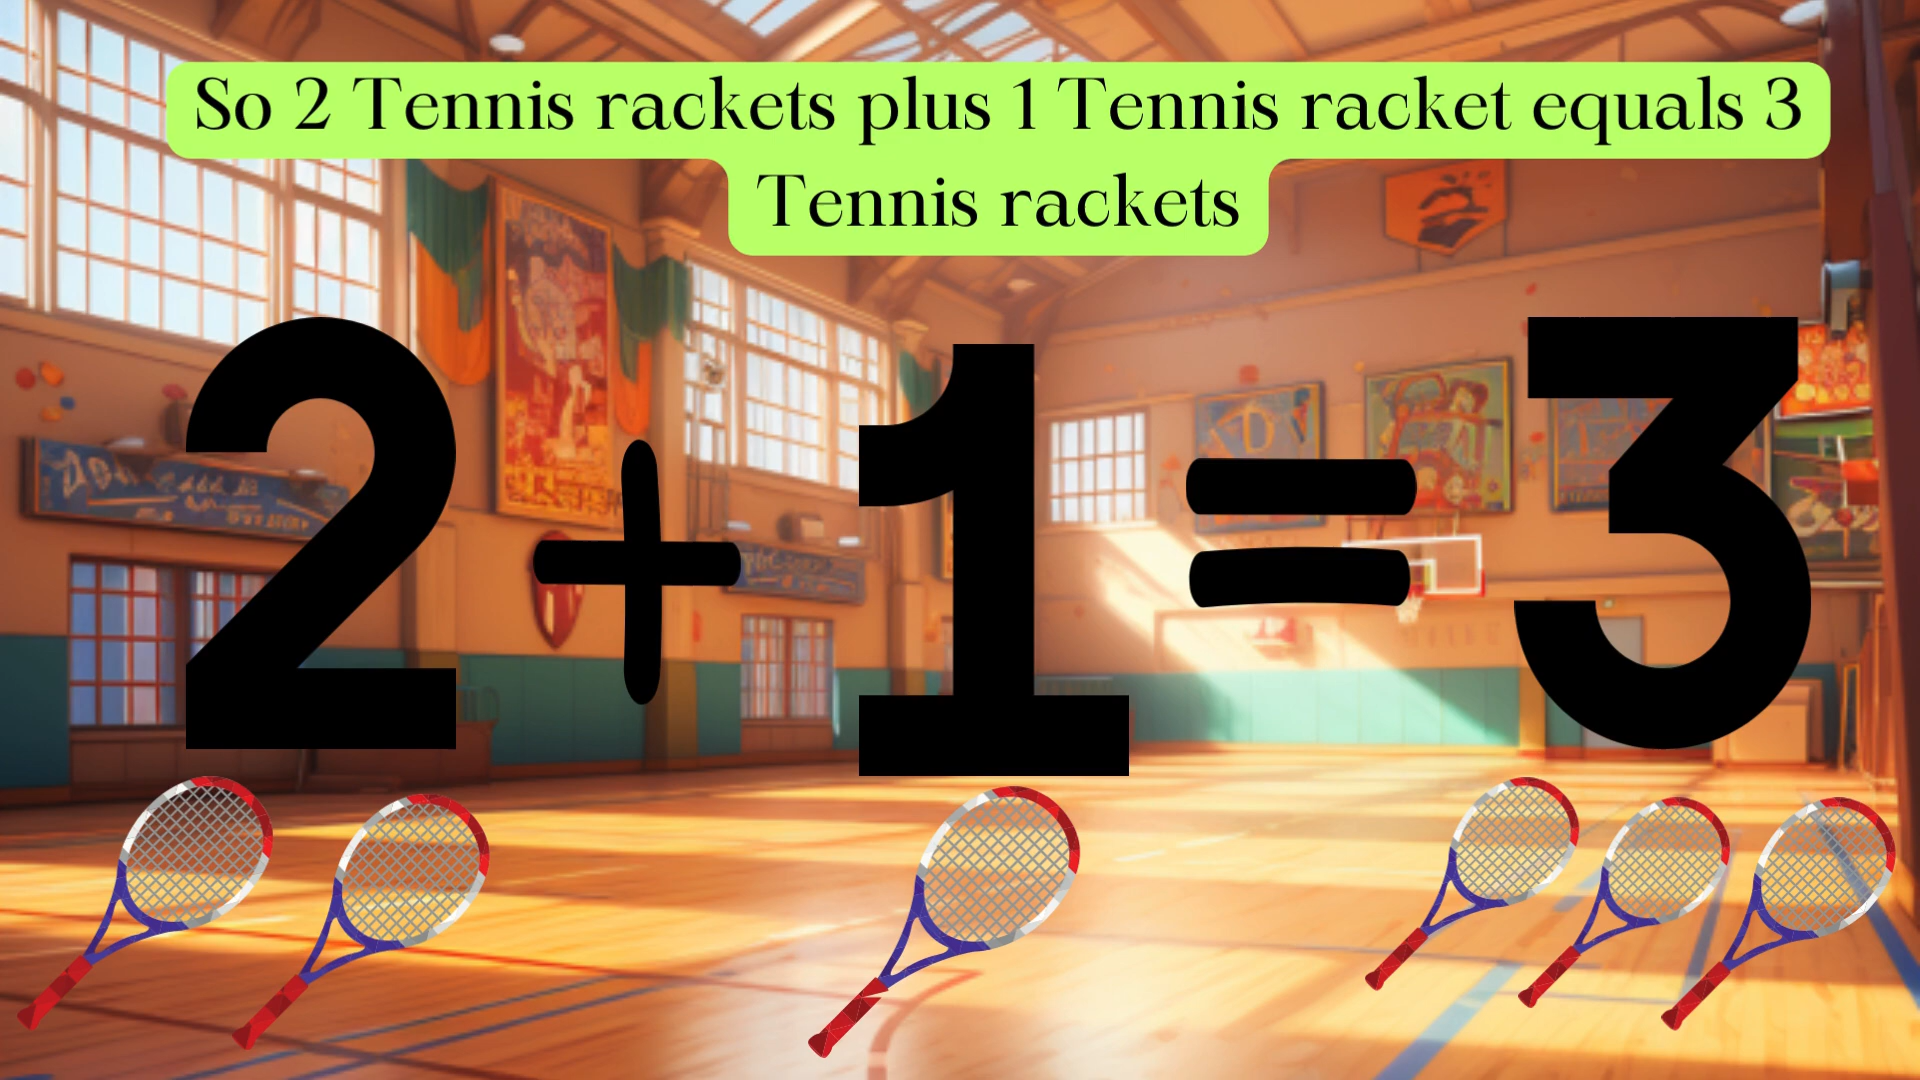 So 2 Tennis rackets plus 1 Tennis racket equals 3
Tennis rackets
2 + 1 = 3